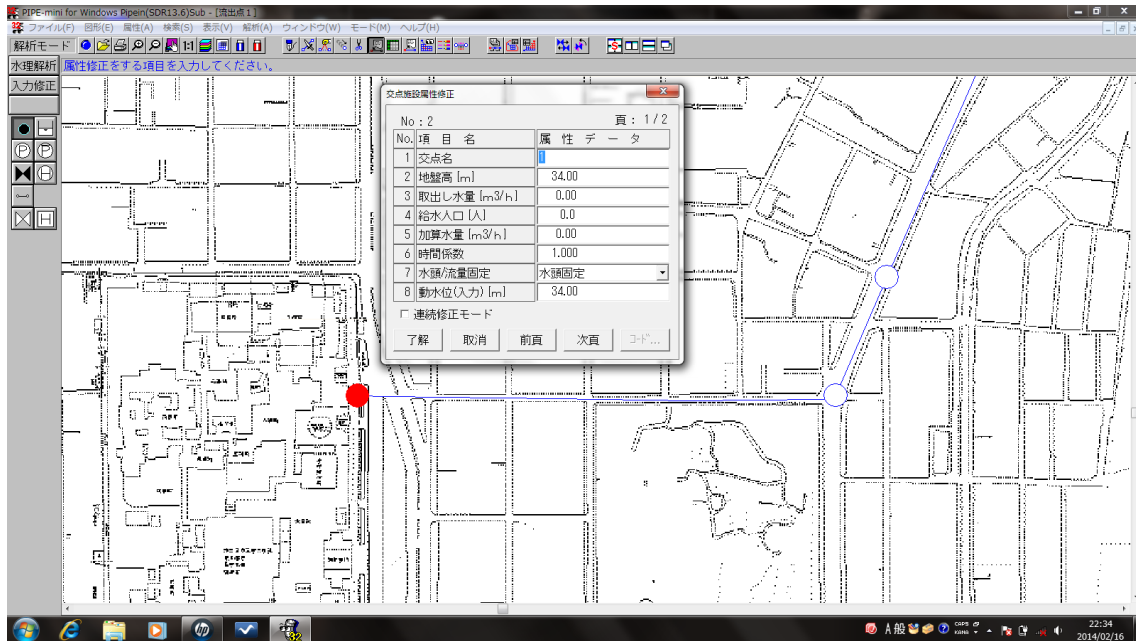 PIPE-mini for Windows Pipein(SDR13.6)Sub - [流出点1]
ファイル(F) 図形(E) 属性(A) 検索(S) 表示(V) 解析(A) ウィンドウ(W) モード(M) ヘルプ(H)
解析モード 1:1
水理解析 属性修正をする項目を入力してください。
入力修正
交点施設属性修正
No : 2 頁 : 1/2
No. 項 目 名 属 性 デ ー タ
1 交点名 1
2 地盤高 [m] 34.00
3 取出し水量 [m3/h] 0.00
4 給水人口 [人] 0.0
5 加算水量 [m3/h] 0.00
6 時間係数 1.000
7 水頭/流量固定 水頭固定
8 動水位(入力) [m] 34.00
連続修正モード
了解 取消 前頁 次頁 コード...
P P
H
H
hp 32 A 般 CAPS KANA 22:34
2014/02/16